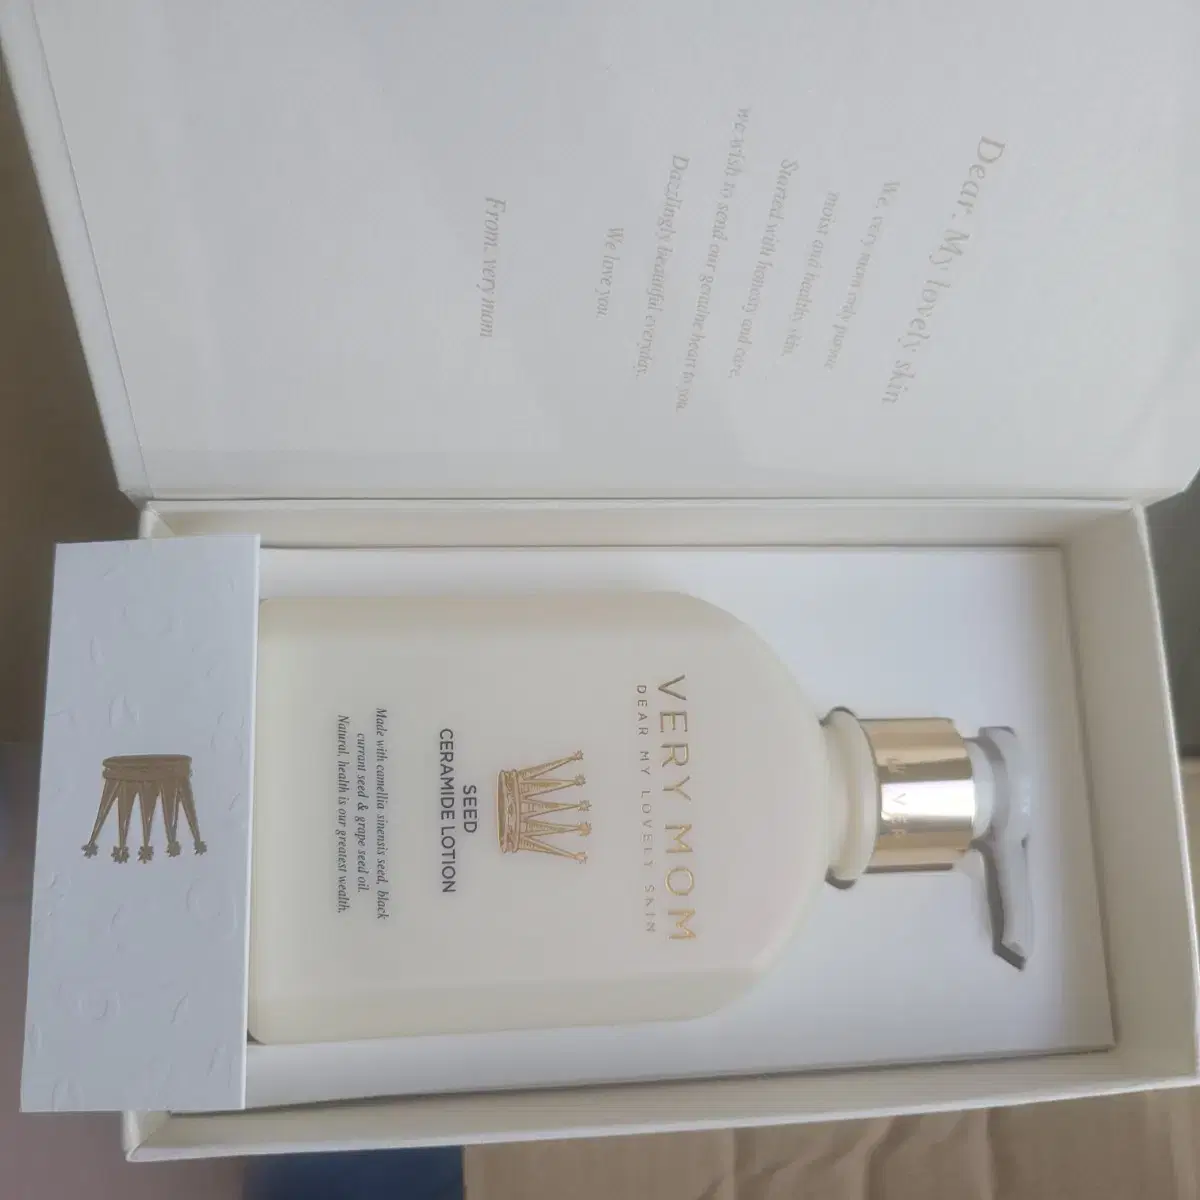 Dear. My lovely skin
We, very mom truly pursue
moist and healthy skin.
Started with honesty and care,
we wish to send our genuine heart to you.
Dazzlingly beautiful everyday.
We love you.
From. very mom
VERY MOM
DEAR MY LOVELY SKIN
SEED
CERAMIDE LOTION
Made with camellia sinensis seed, black
currant seed & grape seed oil.
Natural, health is our greatest wealth.